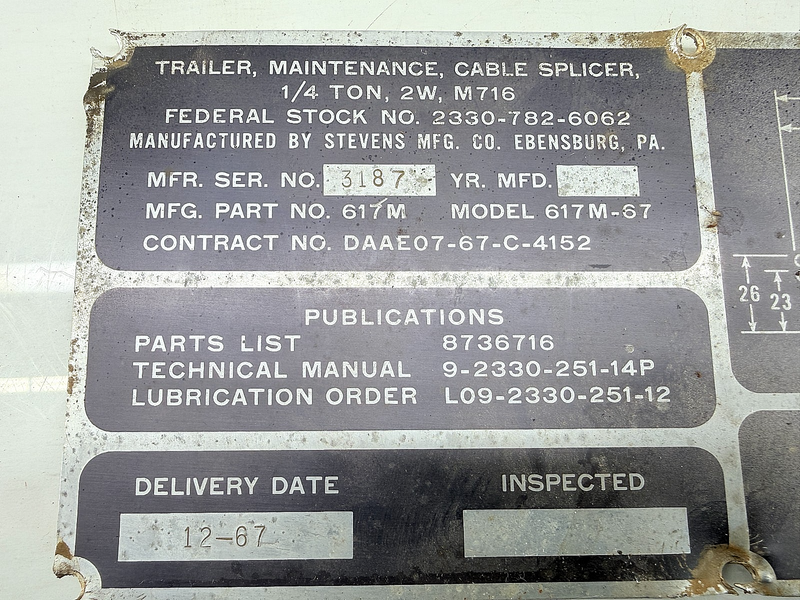 TRAILER, MAINTENANCE, CABLE SPLICER,
1/4 TON, 2W, M716
FEDERAL STOCK NO. 2330-782-6062
MANUFACTURED BY STEVENS MFG. CO. EBENSBURG, PA.
MFR. SER. NO. 3187 YR. MFD.
MFG. PART NO. 617M MODEL 617M-67
CONTRACT NO. DAAE07-67-C-4152
PUBLICATIONS
PARTS LIST 8736716
TECHNICAL MANUAL 9-2330-251-14P
LUBRICATION ORDER L09-2330-251-12
DELIVERY DATE INSPECTED
12-67
26 23